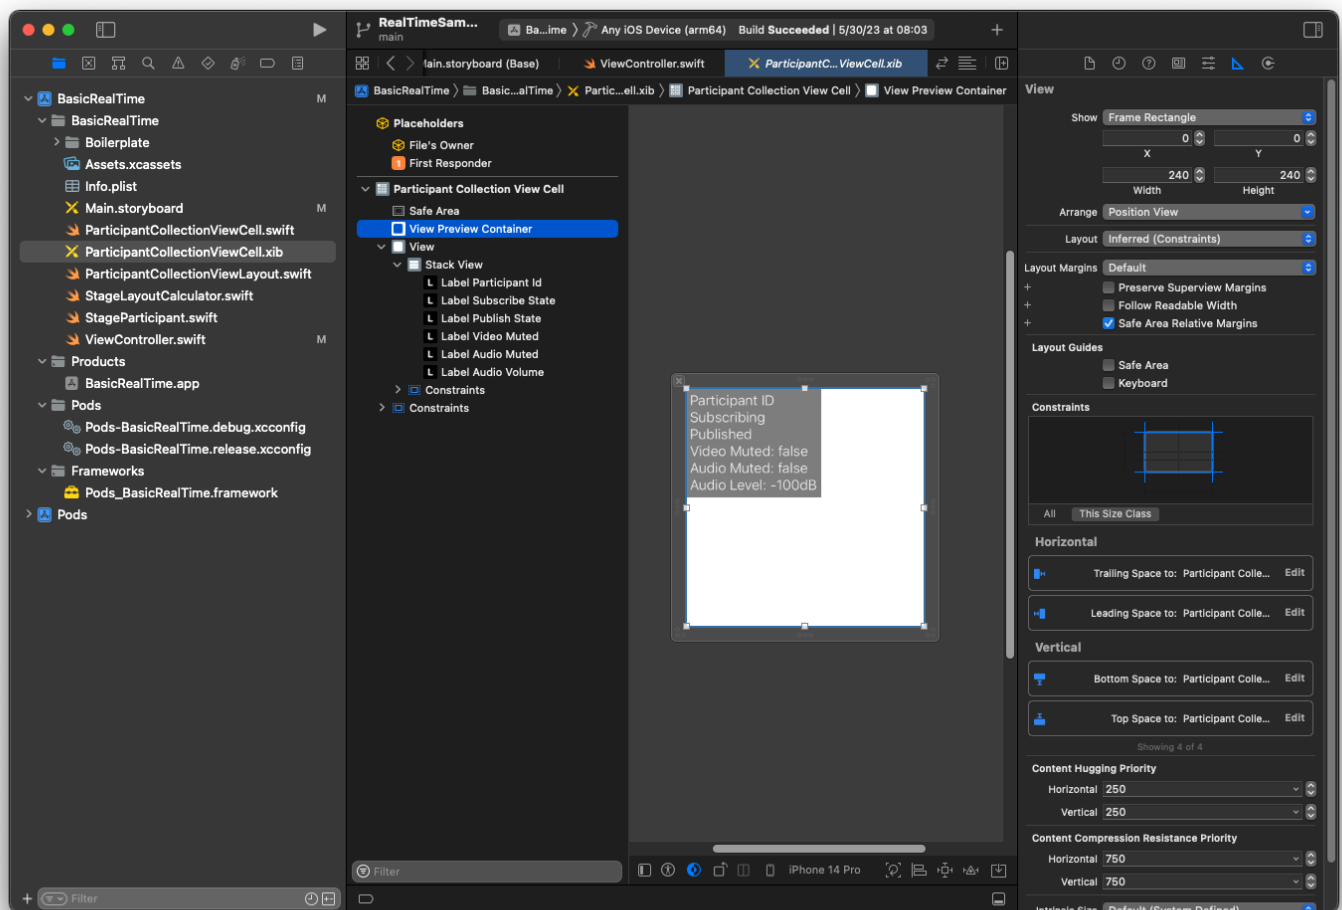 RealTimeSam...
main
Ba...ime 〉 Any iOS Device (arm64) Build Succeeded | 5/30/23 at 08:03
Main.storyboard (Base)
ViewController.swift
ParticipantC...ViewCell.xib
BasicRealTime 〉 Basic...alTime 〉 Partic...ell.xib 〉 Participant Collection View Cell 〉 View Preview Container
BasicRealTime M
BasicRealTime
Boilerplate
Assets.xcassets
Info.plist
Main.storyboard M
ParticipantCollectionViewCell.swift
ParticipantCollectionViewCell.xib
ParticipantCollectionViewLayout.swift
StageLayoutCalculator.swift
StageParticipant.swift
ViewController.swift M
Products
BasicRealTime.app
Pods
Pods-BasicRealTime.debug.xcconfig
Pods-BasicRealTime.release.xcconfig
Frameworks
Pods_BasicRealTime.framework
Pods
Filter
Placeholders
File's Owner
1 First Responder
Participant Collection View Cell
Safe Area
View Preview Container
View
Stack View
L Label Participant Id
L Label Subscribe State
L Label Publish State
L Label Video Muted
L Label Audio Muted
L Label Audio Volume
Constraints
Constraints
Filter
Participant ID
Subscribing
Published
Video Muted: false
Audio Muted: false
Audio Level: -100dB
iPhone 14 Pro
View
Show Frame Rectangle
0 0
X Y
240 240
Width Height
Arrange Position View
Layout Inferred (Constraints)
Layout Margins Default
Preserve Superview Margins
Follow Readable Width
Safe Area Relative Margins
Layout Guides
Safe Area
Keyboard
Constraints
All This Size Class
Horizontal
Trailing Space to: Participant Colle... Edit
Leading Space to: Participant Colle... Edit
Vertical
Bottom Space to: Participant Colle... Edit
Top Space to: Participant Colle... Edit
Showing 4 of 4
Content Hugging Priority
Horizontal 250
Vertical 250
Content Compression Resistance Priority
Horizontal 750
Vertical 750
Intrinsic Size Default (System Defined)